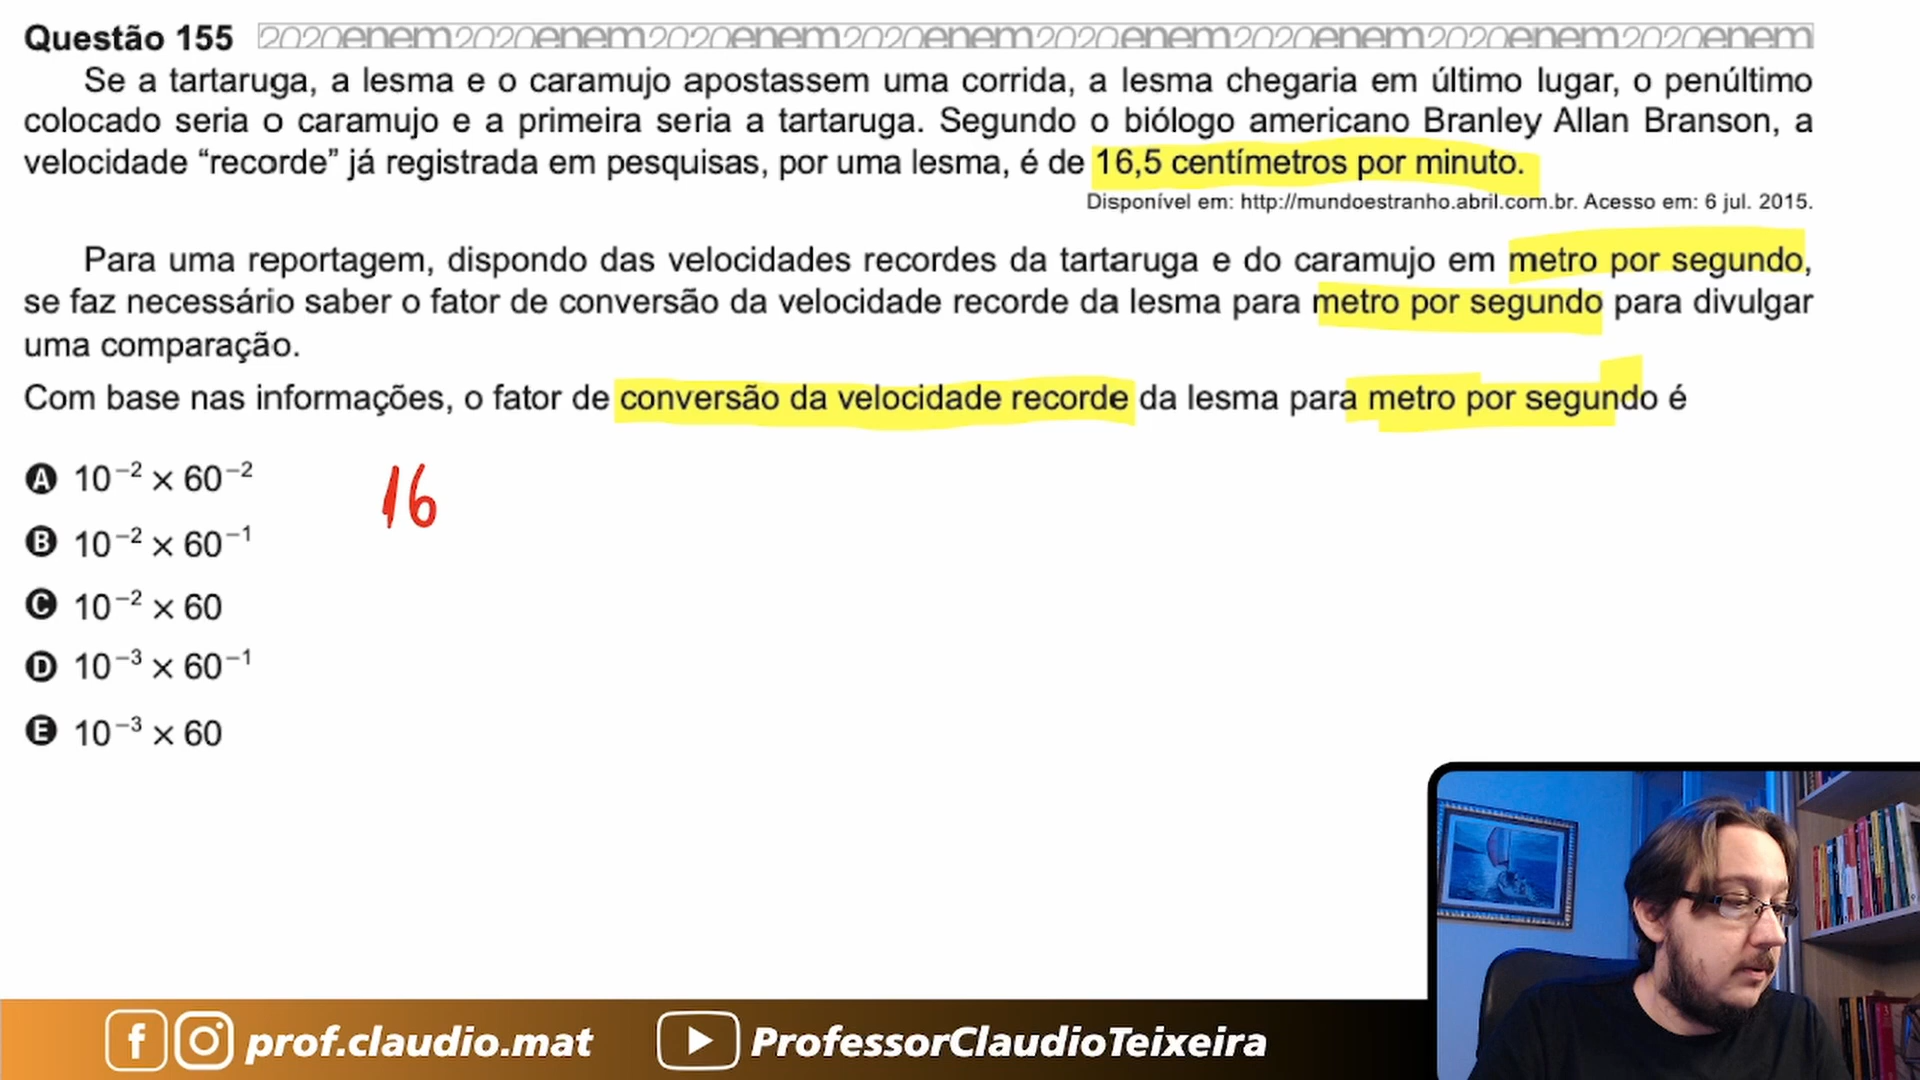 Questão 155 2020enem2020enem2020enem2020enem2020enem2020enem2020enem2020enem
Se a tartaruga, a lesma e o caramujo apostassem uma corrida, a lesma chegaria em último lugar, o penúltimo
colocado seria o caramujo e a primeira seria a tartaruga. Segundo o biólogo americano Branley Allan Branson, a
velocidade “recorde” já registrada em pesquisas, por uma lesma, é de 16,5 centímetros por minuto.
Disponível em: http://mundoestranho.abril.com.br. Acesso em: 6 jul. 2015.
Para uma reportagem, dispondo das velocidades recordes da tartaruga e do caramujo em metro por segundo,
se faz necessário saber o fator de conversão da velocidade recorde da lesma para metro por segundo para divulgar
uma comparação.
Com base nas informações, o fator de conversão da velocidade recorde da lesma para metro por segundo é
A 10⁻² × 60⁻²
16
B 10⁻² × 60⁻¹
C 10⁻² × 60
D 10⁻³ × 60⁻¹
E 10⁻³ × 60
f prof.claudio.mat ProfessorClaudioTeixeira